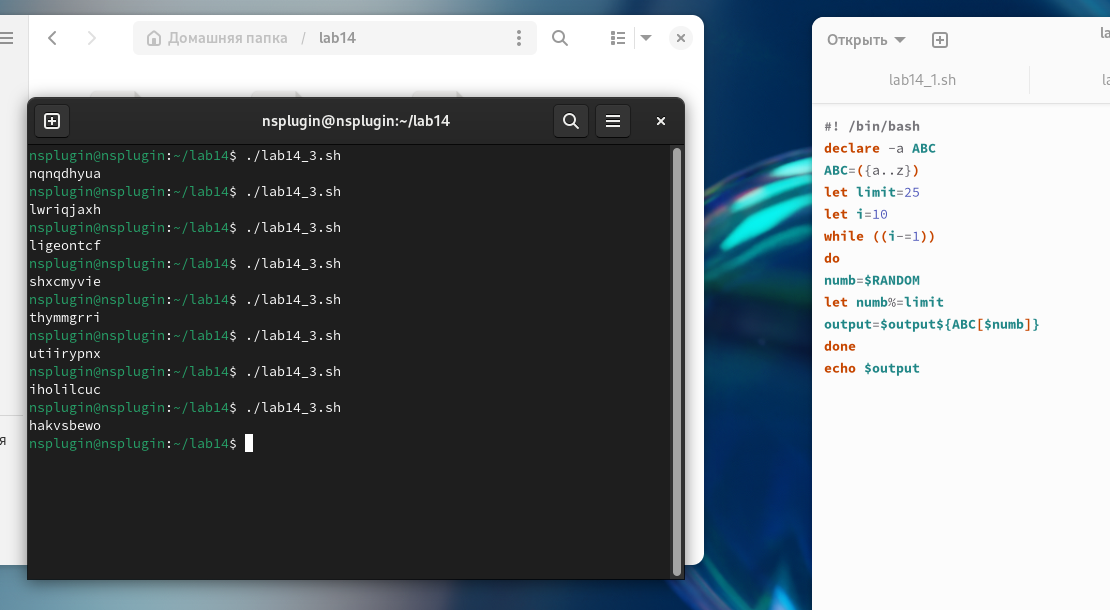 Домашняя папка / lab14
nsplugin@nsplugin:~/lab14
nsplugin@nsplugin:~/lab14$ ./lab14_3.sh
nqnqdhyua
nsplugin@nsplugin:~/lab14$ ./lab14_3.sh
lwriqjaxh
nsplugin@nsplugin:~/lab14$ ./lab14_3.sh
ligeontcf
nsplugin@nsplugin:~/lab14$ ./lab14_3.sh
shxcmyvie
nsplugin@nsplugin:~/lab14$ ./lab14_3.sh
thymmgrri
nsplugin@nsplugin:~/lab14$ ./lab14_3.sh
utiirypnx
nsplugin@nsplugin:~/lab14$ ./lab14_3.sh
iholilcuc
nsplugin@nsplugin:~/lab14$ ./lab14_3.sh
hakvsbewo
nsplugin@nsplugin:~/lab14$
я
Открыть
la
lab14_1.sh
la
#! /bin/bash
declare -a ABC
ABC=({a..z})
let limit=25
let i=10
while ((i-=1))
do
numb=$RANDOM
let numb%=limit
output=$output${ABC[$numb]}
done
echo $output